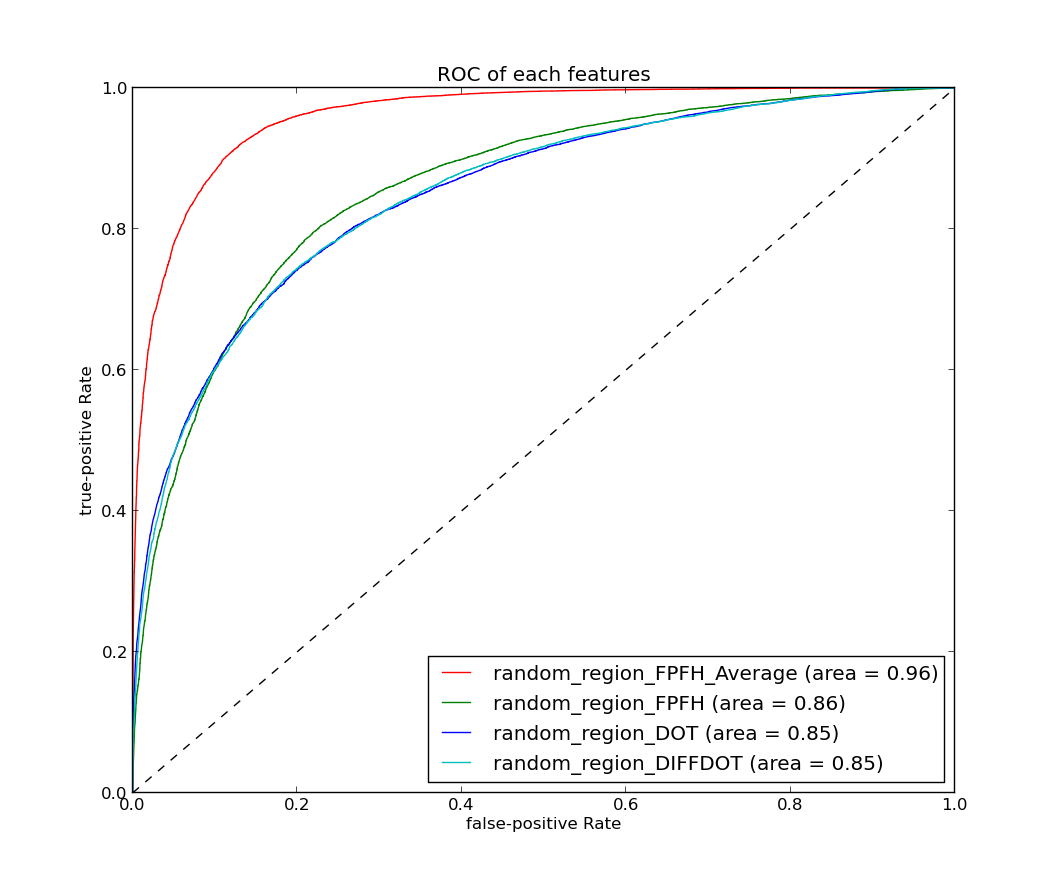 ROC of each features
1.0
0.8
0.6
0.4
0.2
0.0
true-positive Rate
random_region_FPFH_Average (area = 0.96)
random_region_FPFH (area = 0.86)
random_region_DOT (area = 0.85)
random_region_DIFFDOT (area = 0.85)
0.0 0.2 0.4 0.6 0.8 1.0
false-positive Rate